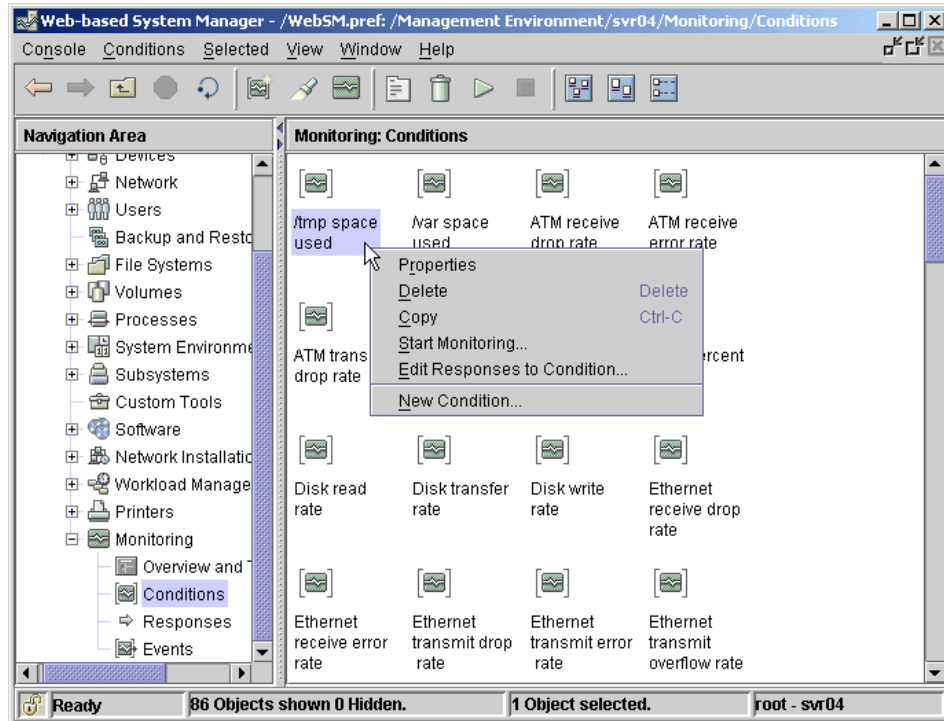 Web-based System Manager - /WebSM.pref: /Management Environment/svr04/Monitoring/Conditions
Console Conditions Selected View Window Help
Navigation Area
Monitoring: Conditions
Devices
Network
Users
Backup and Resto
File Systems
Volumes
Processes
System Environme
Subsystems
Custom Tools
Software
Network Installatic
Workload Manage
Printers
Monitoring
Overview and T
Conditions
Responses
Events
/tmp space used
/var space used
ATM receive drop rate
ATM receive error rate
Properties
Delete Delete
Copy Ctrl-C
Start Monitoring...
Edit Responses to Condition...
New Condition...
ATM trans
drop rate
ercent
Disk read rate
Disk transfer rate
Disk write rate
Ethernet receive drop rate
Ethernet receive error rate
Ethernet transmit drop rate
Ethernet transmit error rate
Ethernet transmit overflow rate
Ready
86 Objects shown 0 Hidden.
1 Object selected.
root - svr04